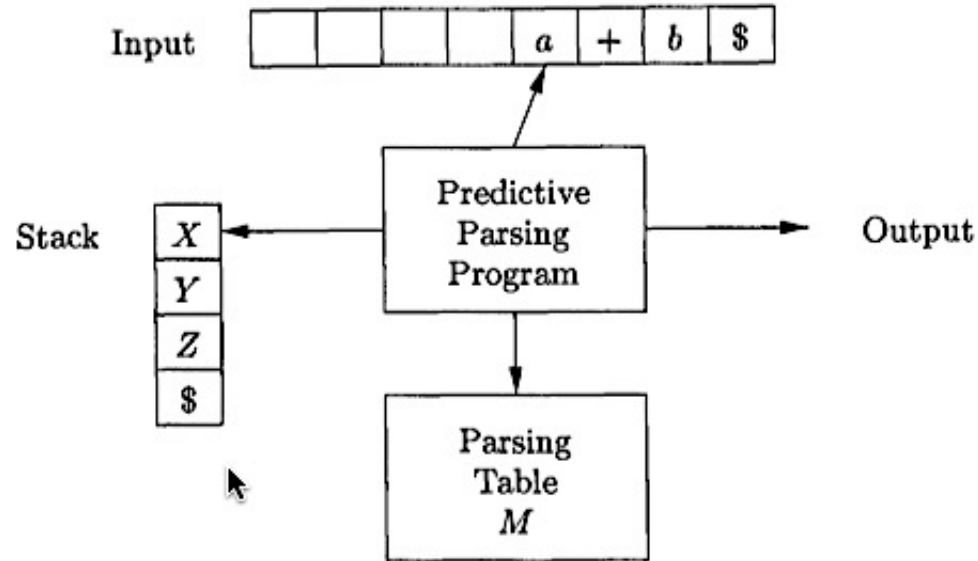 Input
a + b $
Stack
X
Y
Z
$
Predictive
Parsing
Program
Output
Parsing
Table
M